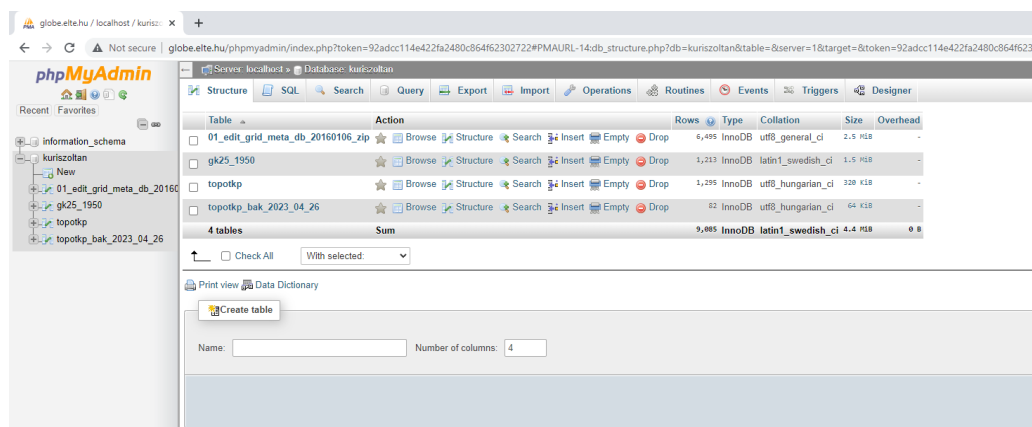 globe.elte.hu / localhost / kurisz
Not secure | globe.elte.hu/phpmyadmin/index.php?token=92adcc114e422fa2480c864f62302722#PMAURL-14:db_structure.php?db=kuriszoltan&table=&server=1&target=&token=92adcc114e422fa2480c864f623
phpMyAdmin
Recent Favorites
information_schema
kuriszoltan
New
01_edit_grid_meta_db_20160
gk25_1950
topotkp
topotkp_bak_2023_04_26
Server: localhost » Database: kuriszoltan
Structure SQL Search Query Export Import Operations Routines Events Triggers Designer
Table Action Rows Type Collation Size Overhead
01_edit_grid_meta_db_20160106_zip Browse Structure Search Insert Empty Drop 6,495 InnoDB utf8_general_ci 2.5 MiB -
gk25_1950 Browse Structure Search Insert Empty Drop 1,213 InnoDB latin1_swedish_ci 1.5 MiB -
topotkp Browse Structure Search Insert Empty Drop 1,295 InnoDB utf8_hungarian_ci 320 KiB -
topotkp_bak_2023_04_26 Browse Structure Search Insert Empty Drop 82 InnoDB utf8_hungarian_ci 64 KiB -
4 tables Sum 9,085 InnoDB latin1_swedish_ci 4.4 MiB 0 B
Check All With selected:
Print view Data Dictionary
Create table
Name: Number of columns: 4